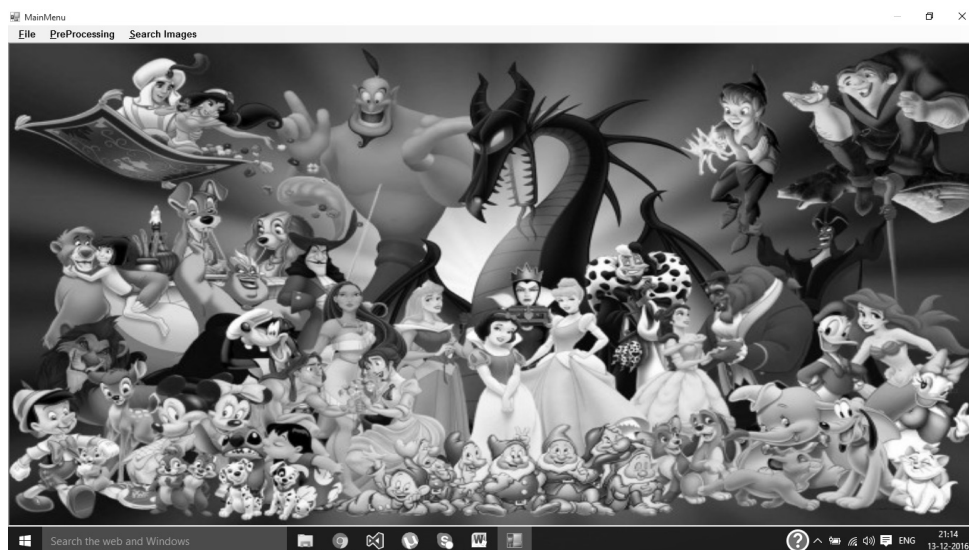 MainMenu
File PreProcessing Search Images
Search the web and Windows
ENG
21:14
13-12-2016